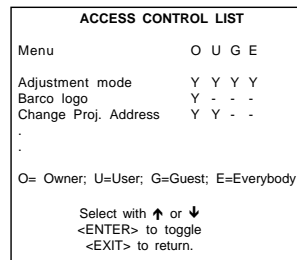 ACCESS CONTROL LIST
Menu O U G E
Adjustment mode Y Y Y Y
Barco logo Y - - -
Change Proj. Address Y Y - -
.
.
O= Owner; U=User; G=Guest; E=Everybody
Select with ↑ or ↓
<ENTER> to toggle
<EXIT> to return.